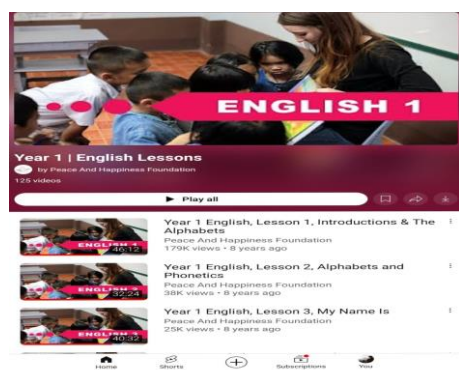 ENGLISH 1
Year 1 | English Lessons
by Peace And Happiness Foundation
125 videos
Play all
Year 1 English, Lesson 1, Introductions & The
Alphabets
Peace And Happiness Foundation
179K views • 8 years ago
ENGLISH 1
46:12
Year 1 English, Lesson 2, Alphabets and
Phonetics
Peace And Happiness Foundation
38K views • 8 years ago
ENGLISH 1
32:24
Year 1 English, Lesson 3, My Name Is
Peace And Happiness Foundation
25K views • 8 years ago
ENGLISH 1
40:32
Home
Shorts
Subscriptions
You